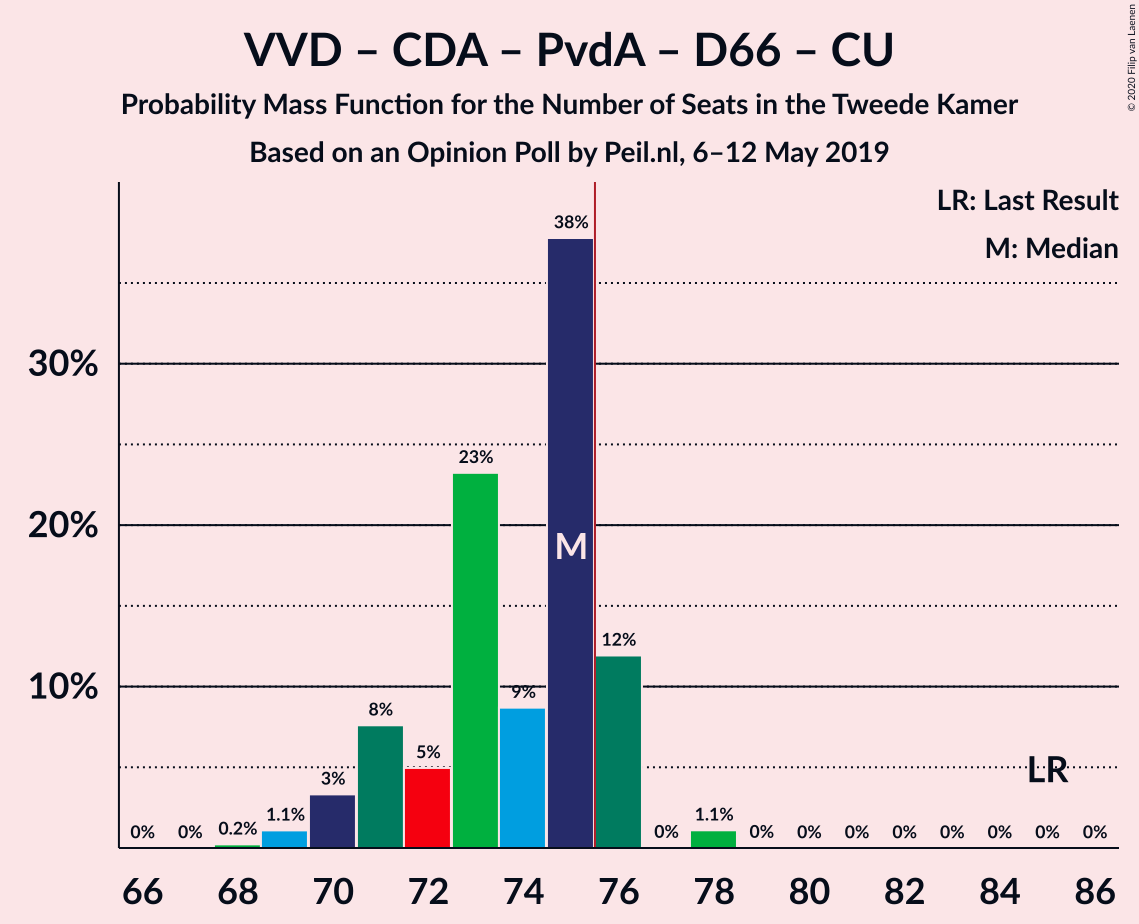 VVD – CDA – PvdA – D66 – CU
Probability Mass Function for the Number of Seats in the Tweede Kamer
Based on an Opinion Poll by Peil.nl, 6–12 May 2019
© 2020 Filip van Laenen
LR: Last Result
M: Median
38%
30%
23%
20%
M
12%
10%
9%
8%
5%
LR
3%
1.1%
1.1%
0% 0% 0.2% 0% 0% 0% 0% 0% 0% 0% 0% 0%
66 68 70 72 74 76 78 80 82 84 86